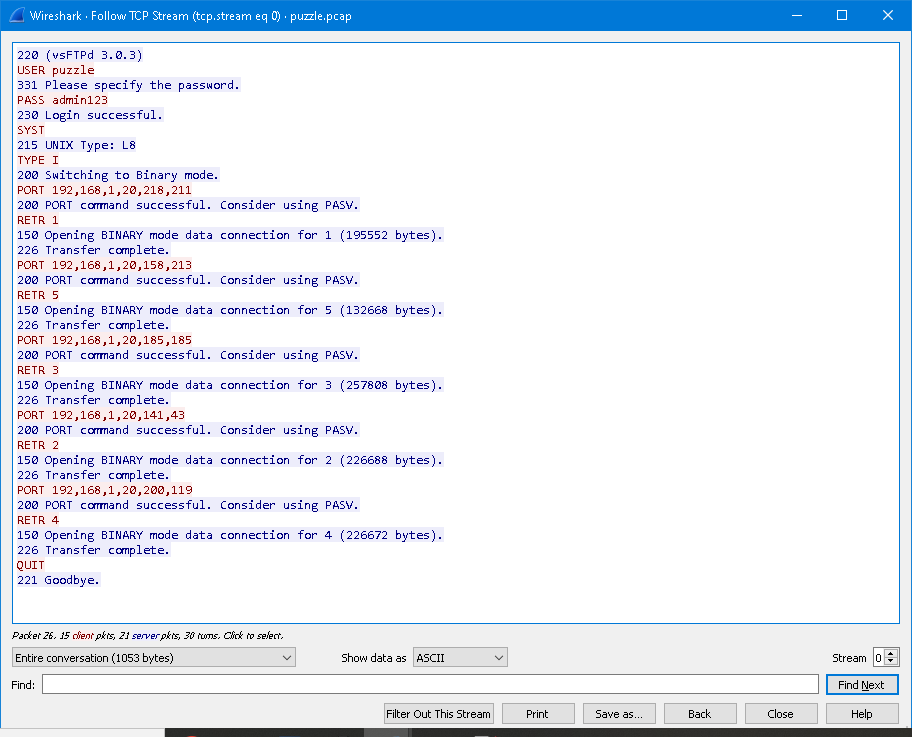 Wireshark · Follow TCP Stream (tcp.stream eq 0) · puzzle.pcap
220 (vsFTPd 3.0.3)
USER puzzle
331 Please specify the password.
PASS admin123
230 Login successful.
SYST
215 UNIX Type: L8
TYPE I
200 Switching to Binary mode.
PORT 192,168,1,20,218,211
200 PORT command successful. Consider using PASV.
RETR 1
150 Opening BINARY mode data connection for 1 (195552 bytes).
226 Transfer complete.
PORT 192,168,1,20,158,213
200 PORT command successful. Consider using PASV.
RETR 5
150 Opening BINARY mode data connection for 5 (132668 bytes).
226 Transfer complete.
PORT 192,168,1,20,185,185
200 PORT command successful. Consider using PASV.
RETR 3
150 Opening BINARY mode data connection for 3 (257808 bytes).
226 Transfer complete.
PORT 192,168,1,20,141,43
200 PORT command successful. Consider using PASV.
RETR 2
150 Opening BINARY mode data connection for 2 (226688 bytes).
226 Transfer complete.
PORT 192,168,1,20,200,119
200 PORT command successful. Consider using PASV.
RETR 4
150 Opening BINARY mode data connection for 4 (226672 bytes).
226 Transfer complete.
QUIT
221 Goodbye.
Packet 26. 15 client pkts, 21 server pkts, 30 turns. Click to select.
Entire conversation (1053 bytes) Show data as ASCII Stream 0
Find: Find Next
Filter Out This Stream Print Save as... Back Close Help